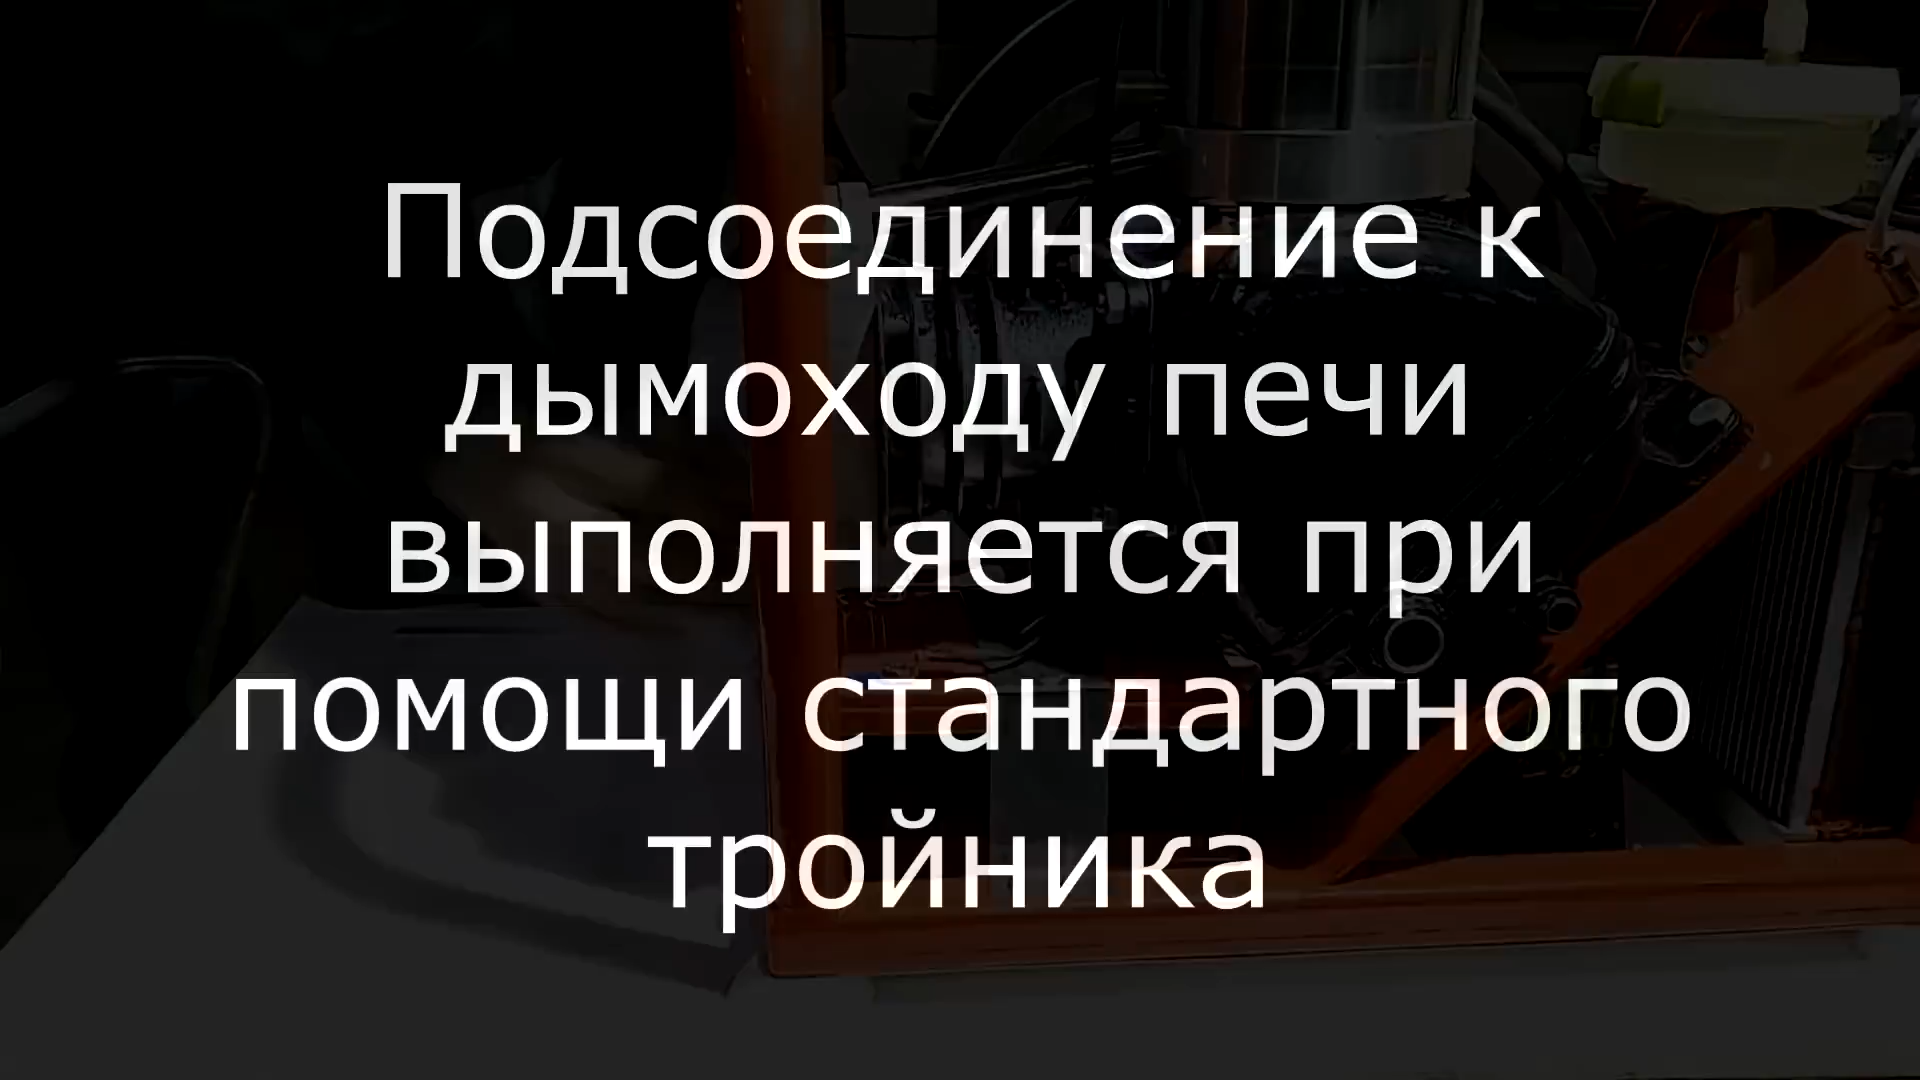 Подсоединение к
дымоходу печи
выполняется при
помощи стандартного
тройника